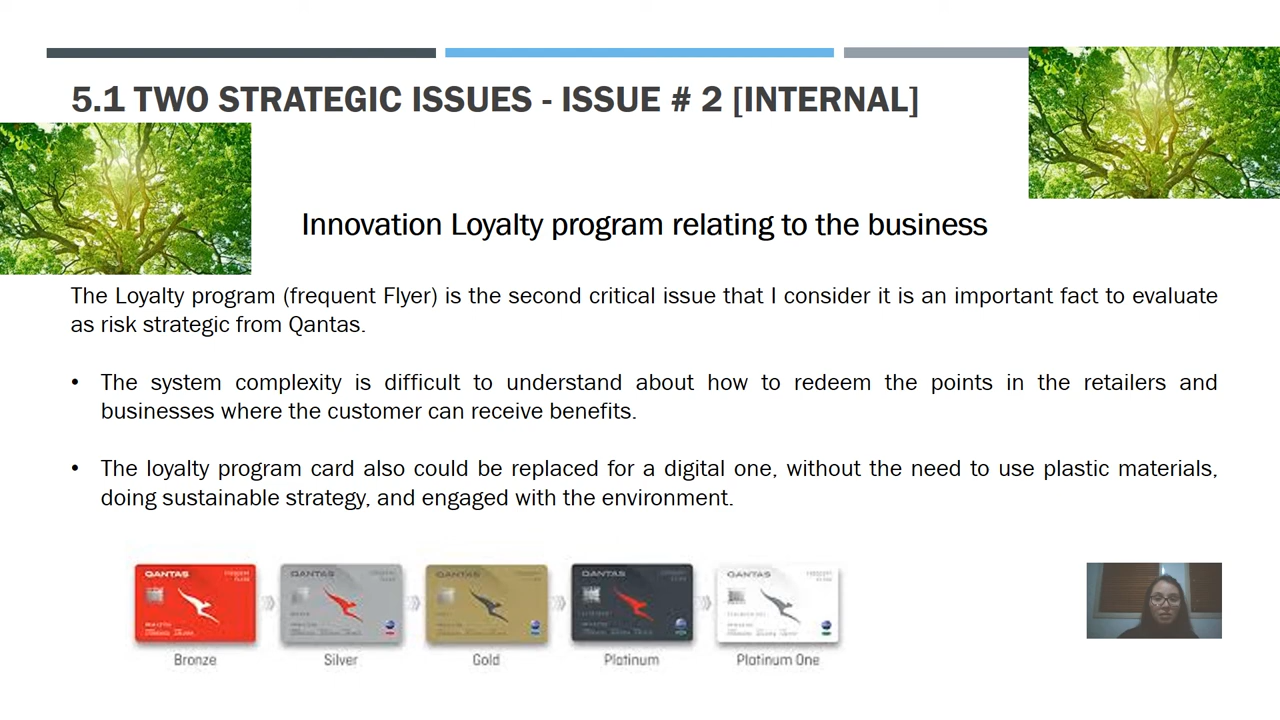 5.1 TWO STRATEGIC ISSUES - ISSUE # 2 [INTERNAL]
Innovation Loyalty program relating to the business
The Loyalty program (frequent Flyer) is the second critical issue that I consider it is an important fact to evaluate
as risk strategic from Qantas.
• The system complexity is difficult to understand about how to redeem the points in the retailers and
businesses where the customer can receive benefits.
• The loyalty program card also could be replaced for a digital one, without the need to use plastic materials,
doing sustainable strategy, and engaged with the environment.
QANTAS QANTAS QANTAS QANTAS QANTAS
Bronze Silver Gold Platinum Platinum One